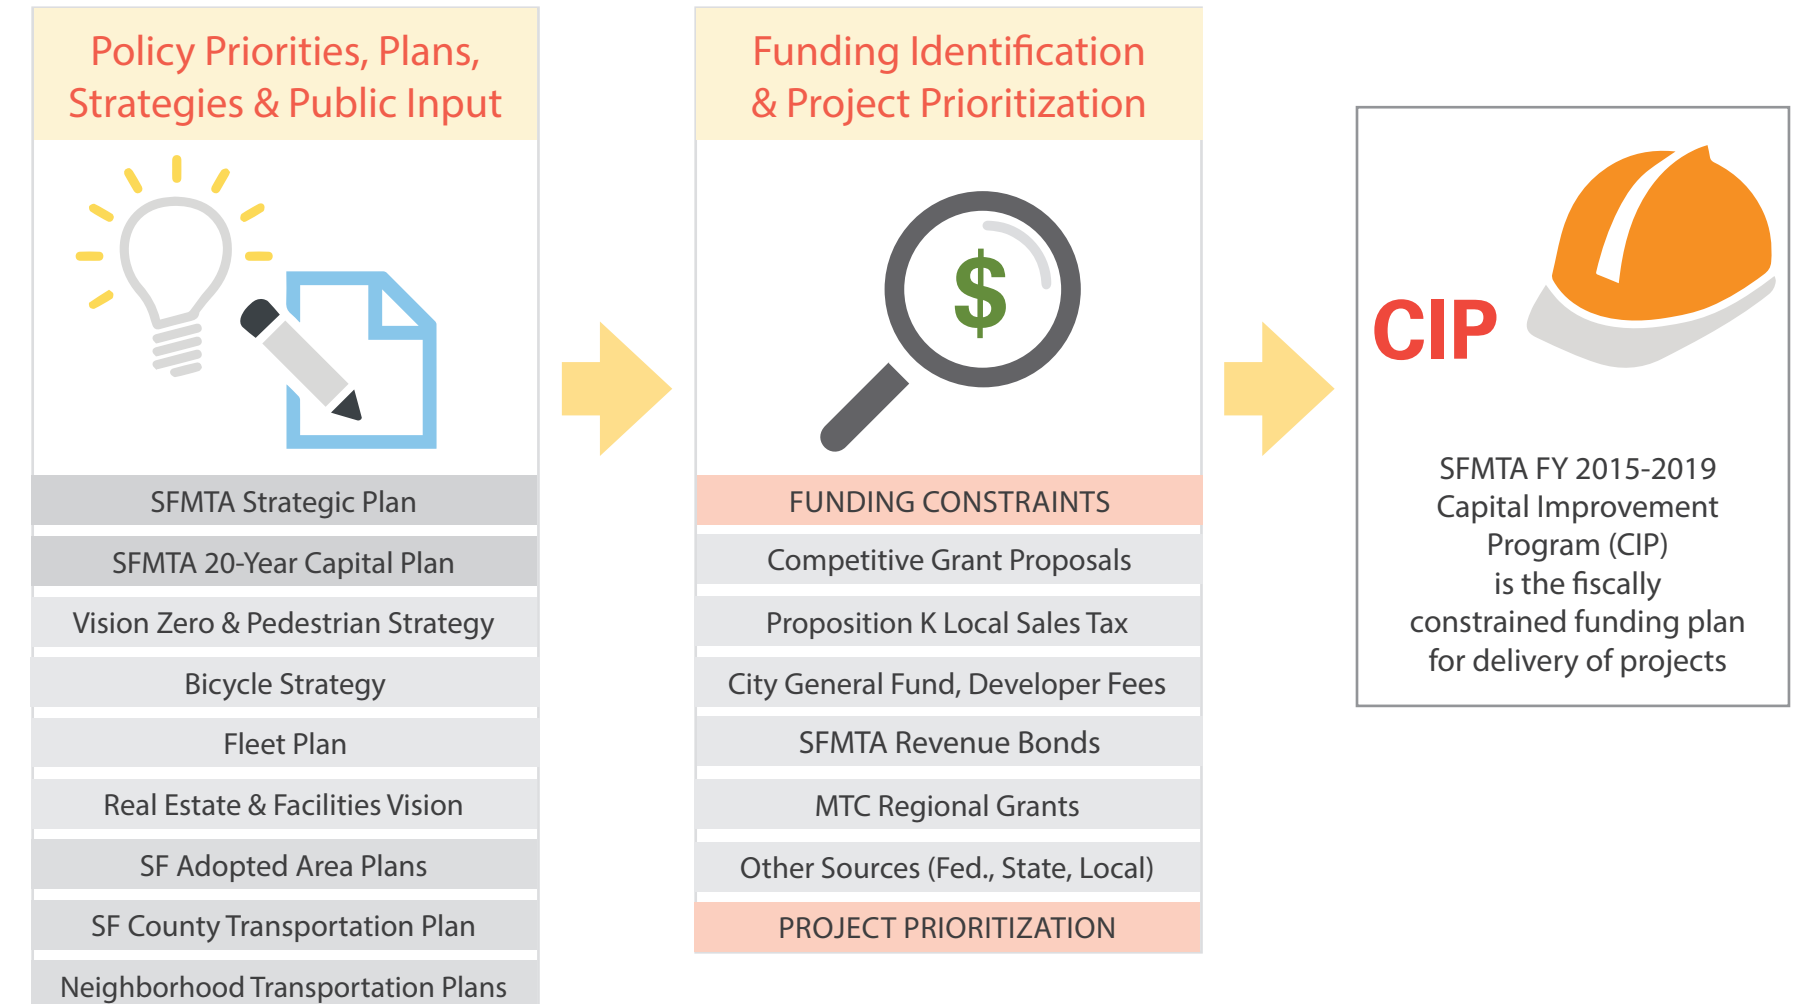 Policy Priorities, Plans,
Strategies & Public Input
SFMTA Strategic Plan
SFMTA 20-Year Capital Plan
Vision Zero & Pedestrian Strategy
Bicycle Strategy
Fleet Plan
Real Estate & Facilities Vision
SF Adopted Area Plans
SF County Transportation Plan
Neighborhood Transportation Plans
Funding Identification
& Project Prioritization
$
FUNDING CONSTRAINTS
Competitive Grant Proposals
Proposition K Local Sales Tax
City General Fund, Developer Fees
SFMTA Revenue Bonds
MTC Regional Grants
Other Sources (Fed., State, Local)
PROJECT PRIORITIZATION
CIP
SFMTA FY 2015-2019
Capital Improvement
Program (CIP)
is the fiscally
constrained funding plan
for delivery of projects